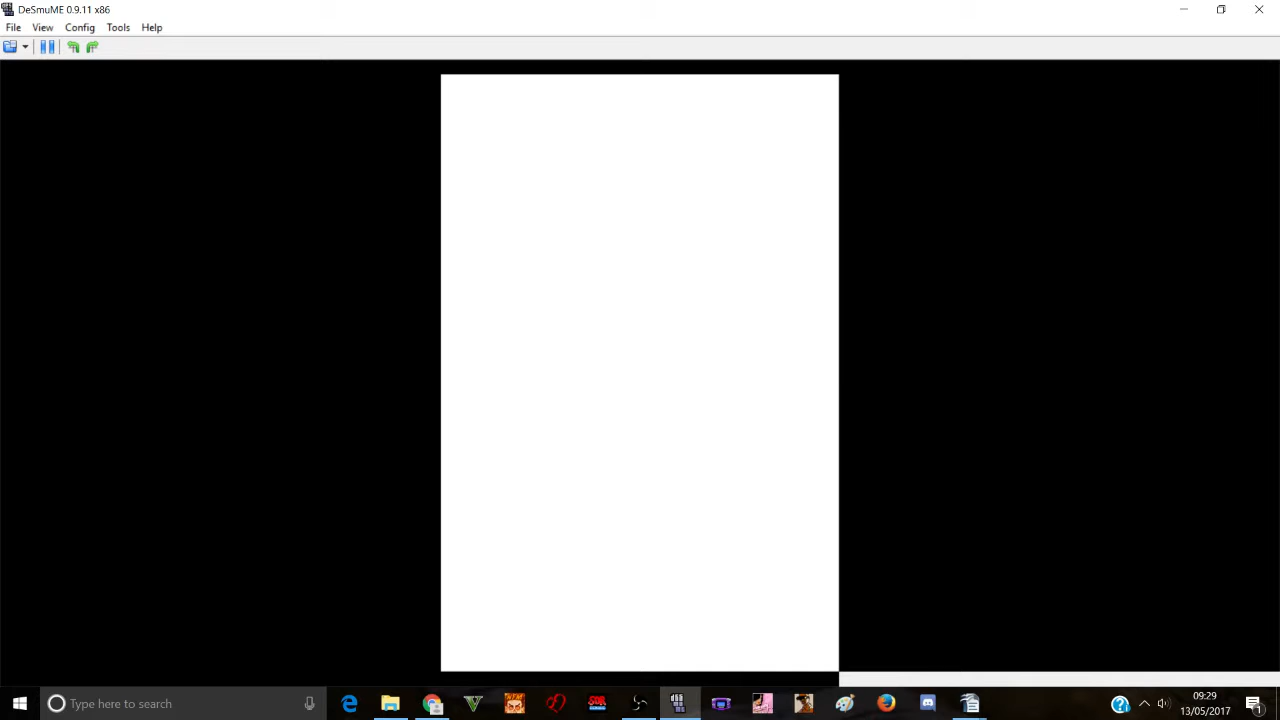 DeSmuME 0.9.11 x86
File View Config Tools Help
Type here to search
09:29
13/05/2017